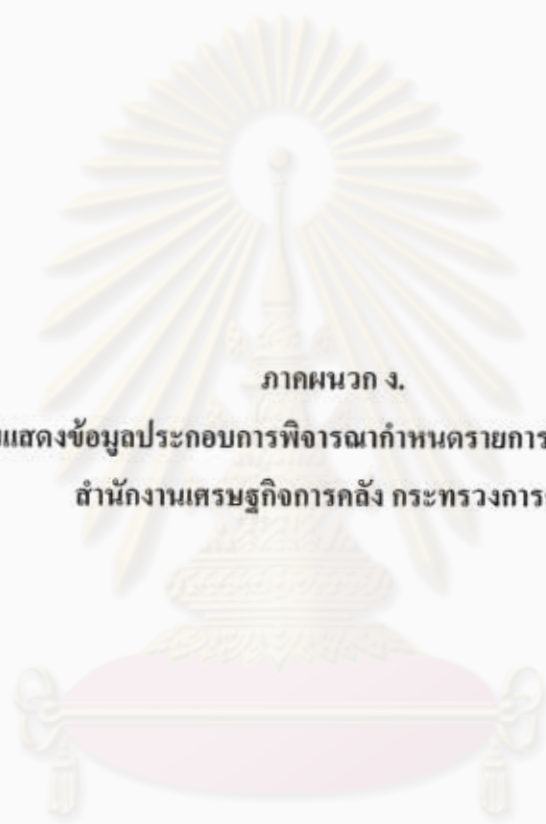 ภาคผนวก ง.
แสดงข้อมูลประกอบการพิจารณากำหนดรายการ
สำนักงานเศรษฐกิจการคลัง กระทรวงการ